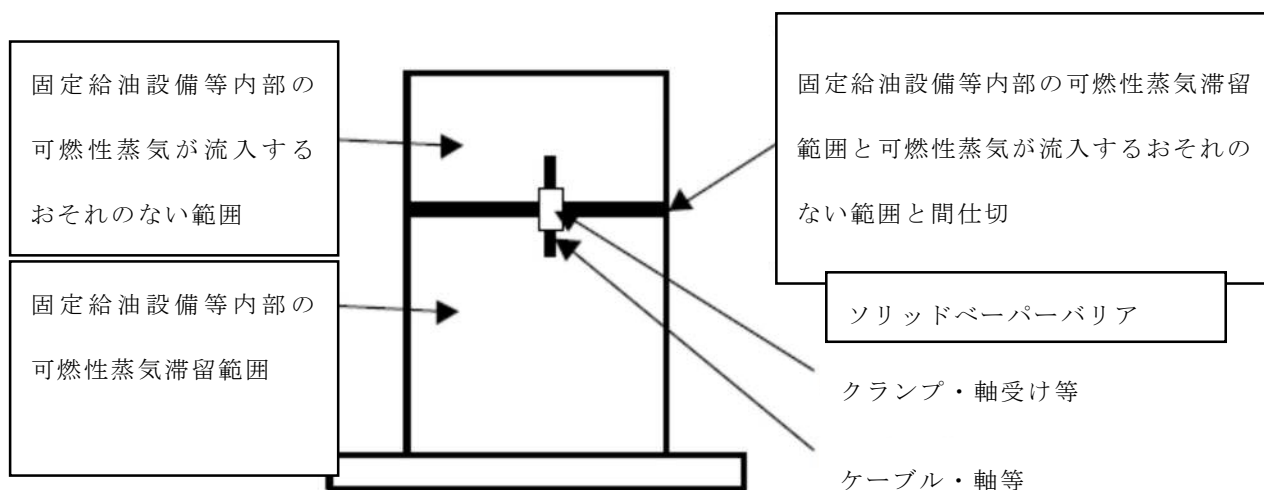 固定給油設備等内部の
可燃性蒸気が流入する
おそれのない範囲
固定給油設備等内部の
可燃性蒸気滞留範囲
固定給油設備等内部の可燃性蒸気滞留
範囲と可燃性蒸気が流入するおそれの
ない範囲と間仕切
ソリッドベーパーバリア
クランプ・軸受け等
ケーブル・軸等